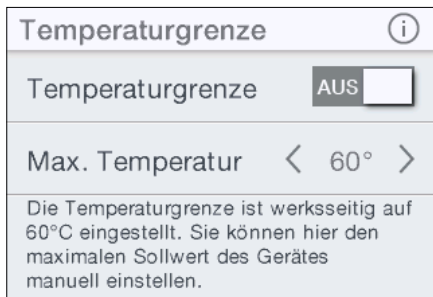 Temperaturgrenze i
Temperaturgrenze AUS
Max. Temperatur < 60° >
Die Temperaturgrenze ist werksseitig auf
60°C eingestellt. Sie können hier den
maximalen Sollwert des Gerätes
manuell einstellen.